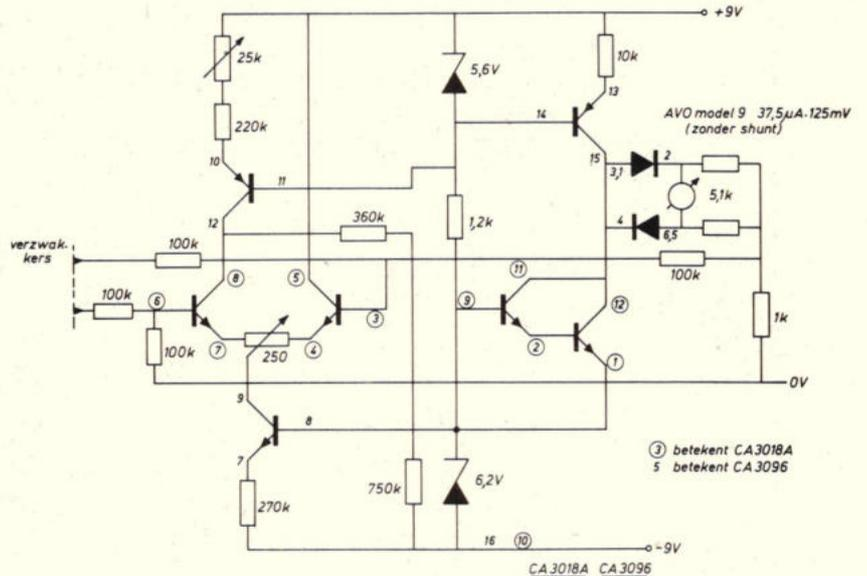 +9V
25k
5,6V
10k
13
14
AVO model 9 37,5µA-125mV
(zonder shunt)
220k
15
3,1
2
10
11
5,1k
12
1,2k
360k
4
6,5
verzwak-
kers
100k
100k
8
5
11
100k
6
3
9
12
1k
7
250
4
2
1
100k
0V
9
8
3 betekent CA3018A
5 betekent CA3096
7
6,2V
750k
270k
16
10
-9V
CA3018A CA3096